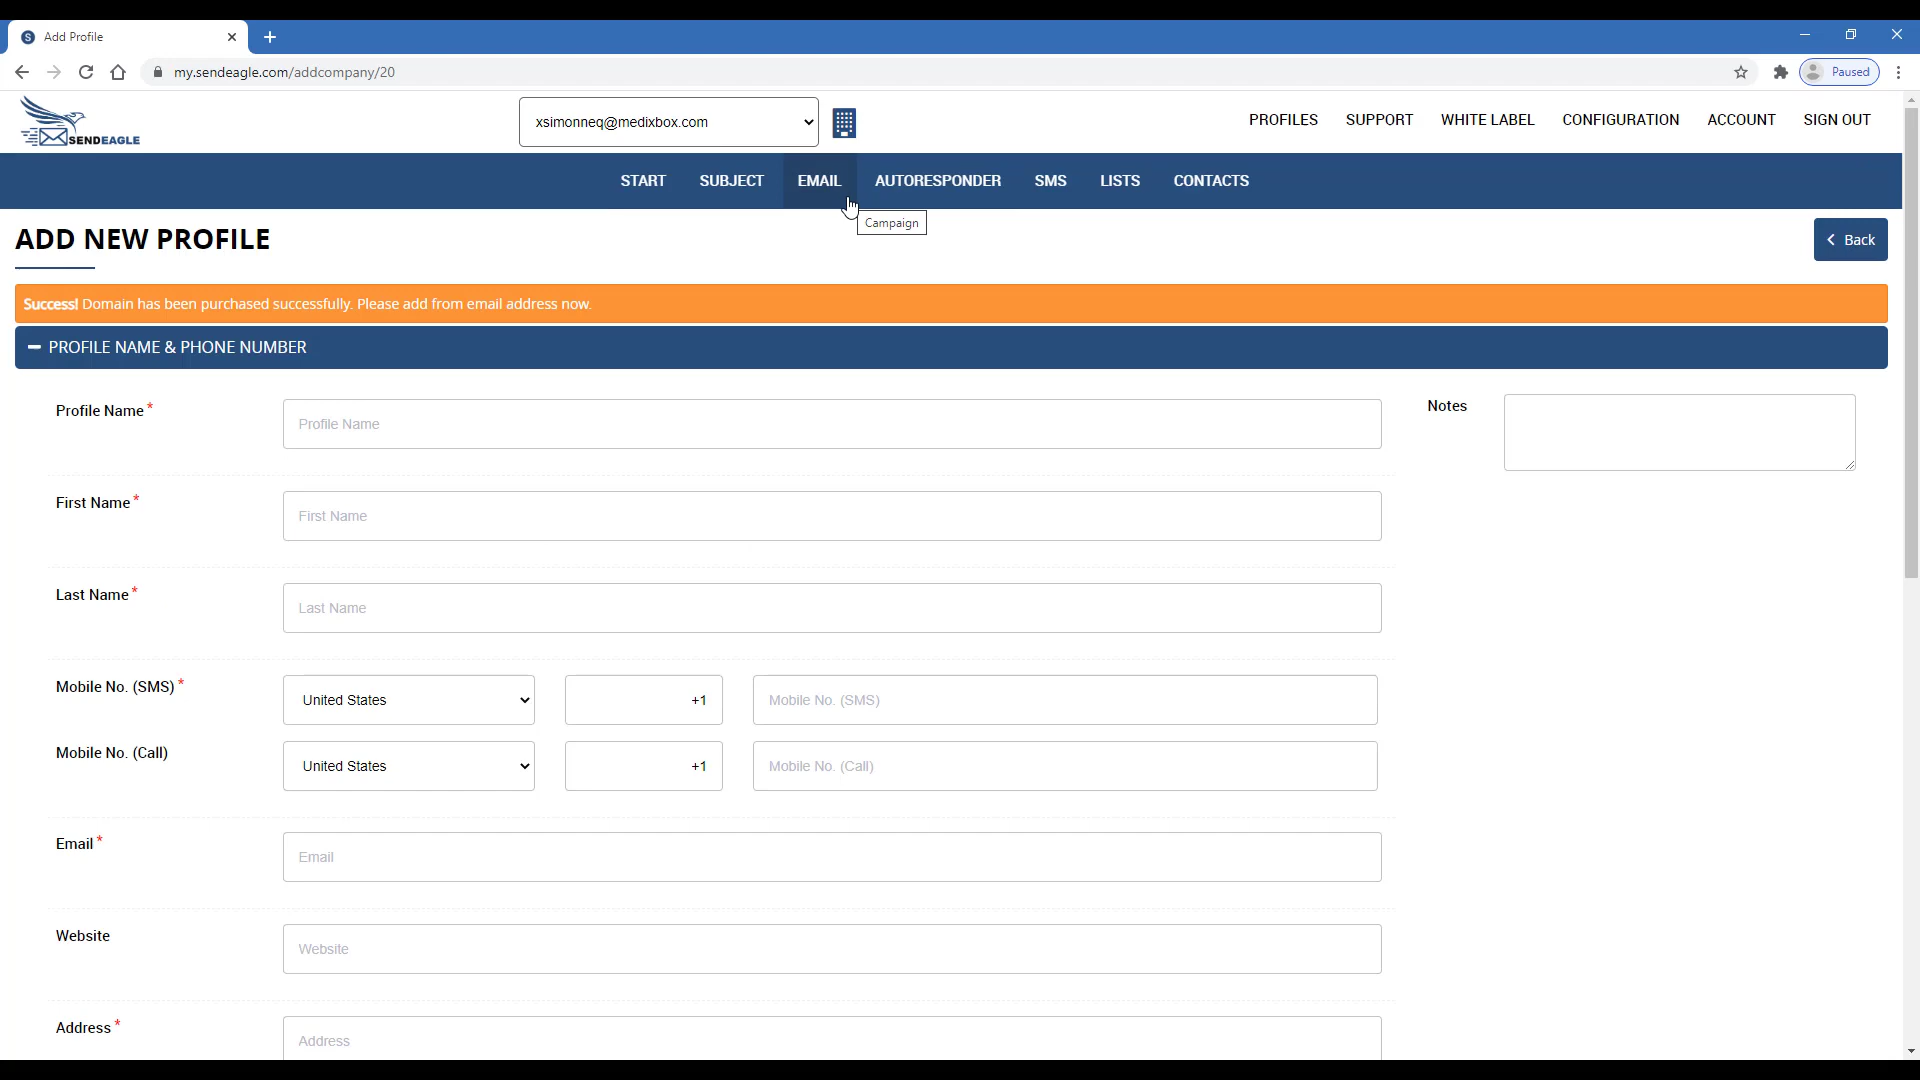 Add Profile
my.sendeagle.com/addcompany/20
Paused
SENDEAGLE
xsimonneq@medixbox.com
PROFILES SUPPORT WHITE LABEL CONFIGURATION ACCOUNT SIGN OUT
START SUBJECT EMAIL AUTORESPONDER SMS LISTS CONTACTS
Campaign
ADD NEW PROFILE
Back
Success! Domain has been purchased successfully. Please add from email address now.
PROFILE NAME & PHONE NUMBER
Profile Name *
Profile Name
Notes
First Name *
First Name
Last Name *
Last Name
Mobile No. (SMS) *
United States
+1
Mobile No. (SMS)
Mobile No. (Call)
United States
+1
Mobile No. (Call)
Email *
Email
Website
Website
Address *
Address